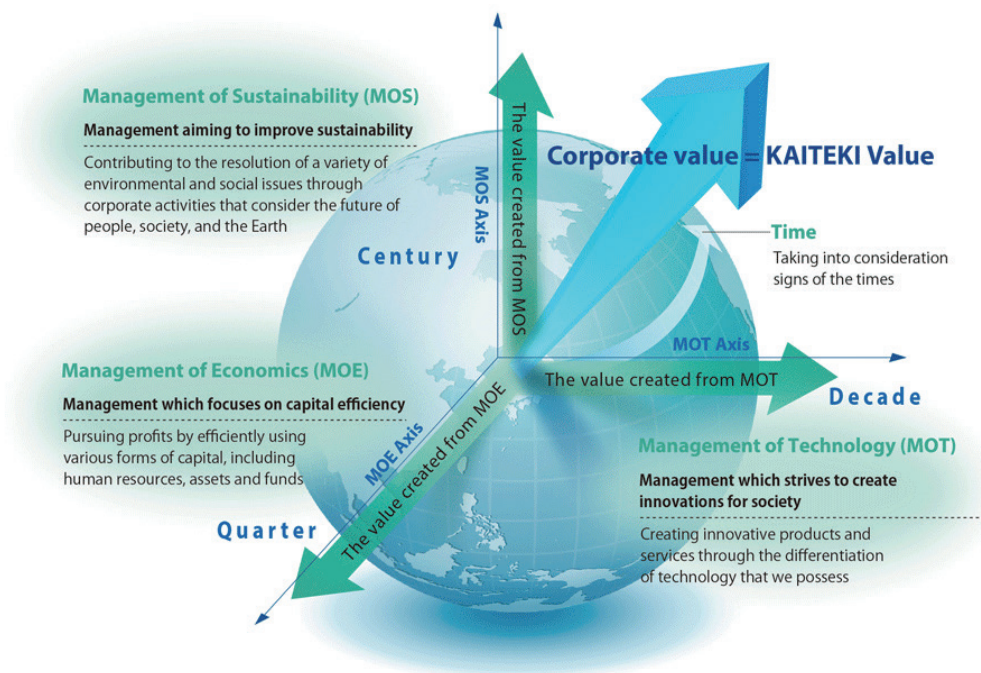 Management of Sustainability (MOS)
Management aiming to improve sustainability
Contributing to the resolution of a variety of
environmental and social issues through
corporate activities that consider the future of
people, society, and the Earth
Century
MOS Axis
The value created from MOS
Corporate value = KAITEKI Value
Time
Taking into consideration
signs of the times
MOT Axis
The value created from MOT
Decade
Management of Economics (MOE)
Management which focuses on capital efficiency
Pursuing profits by efficiently using
various forms of capital, including
human resources, assets and funds
MOE Axis
The value created from MOE
Quarter
Management of Technology (MOT)
Management which strives to create
innovations for society
Creating innovative products and
services through the differentiation
of technology that we possess